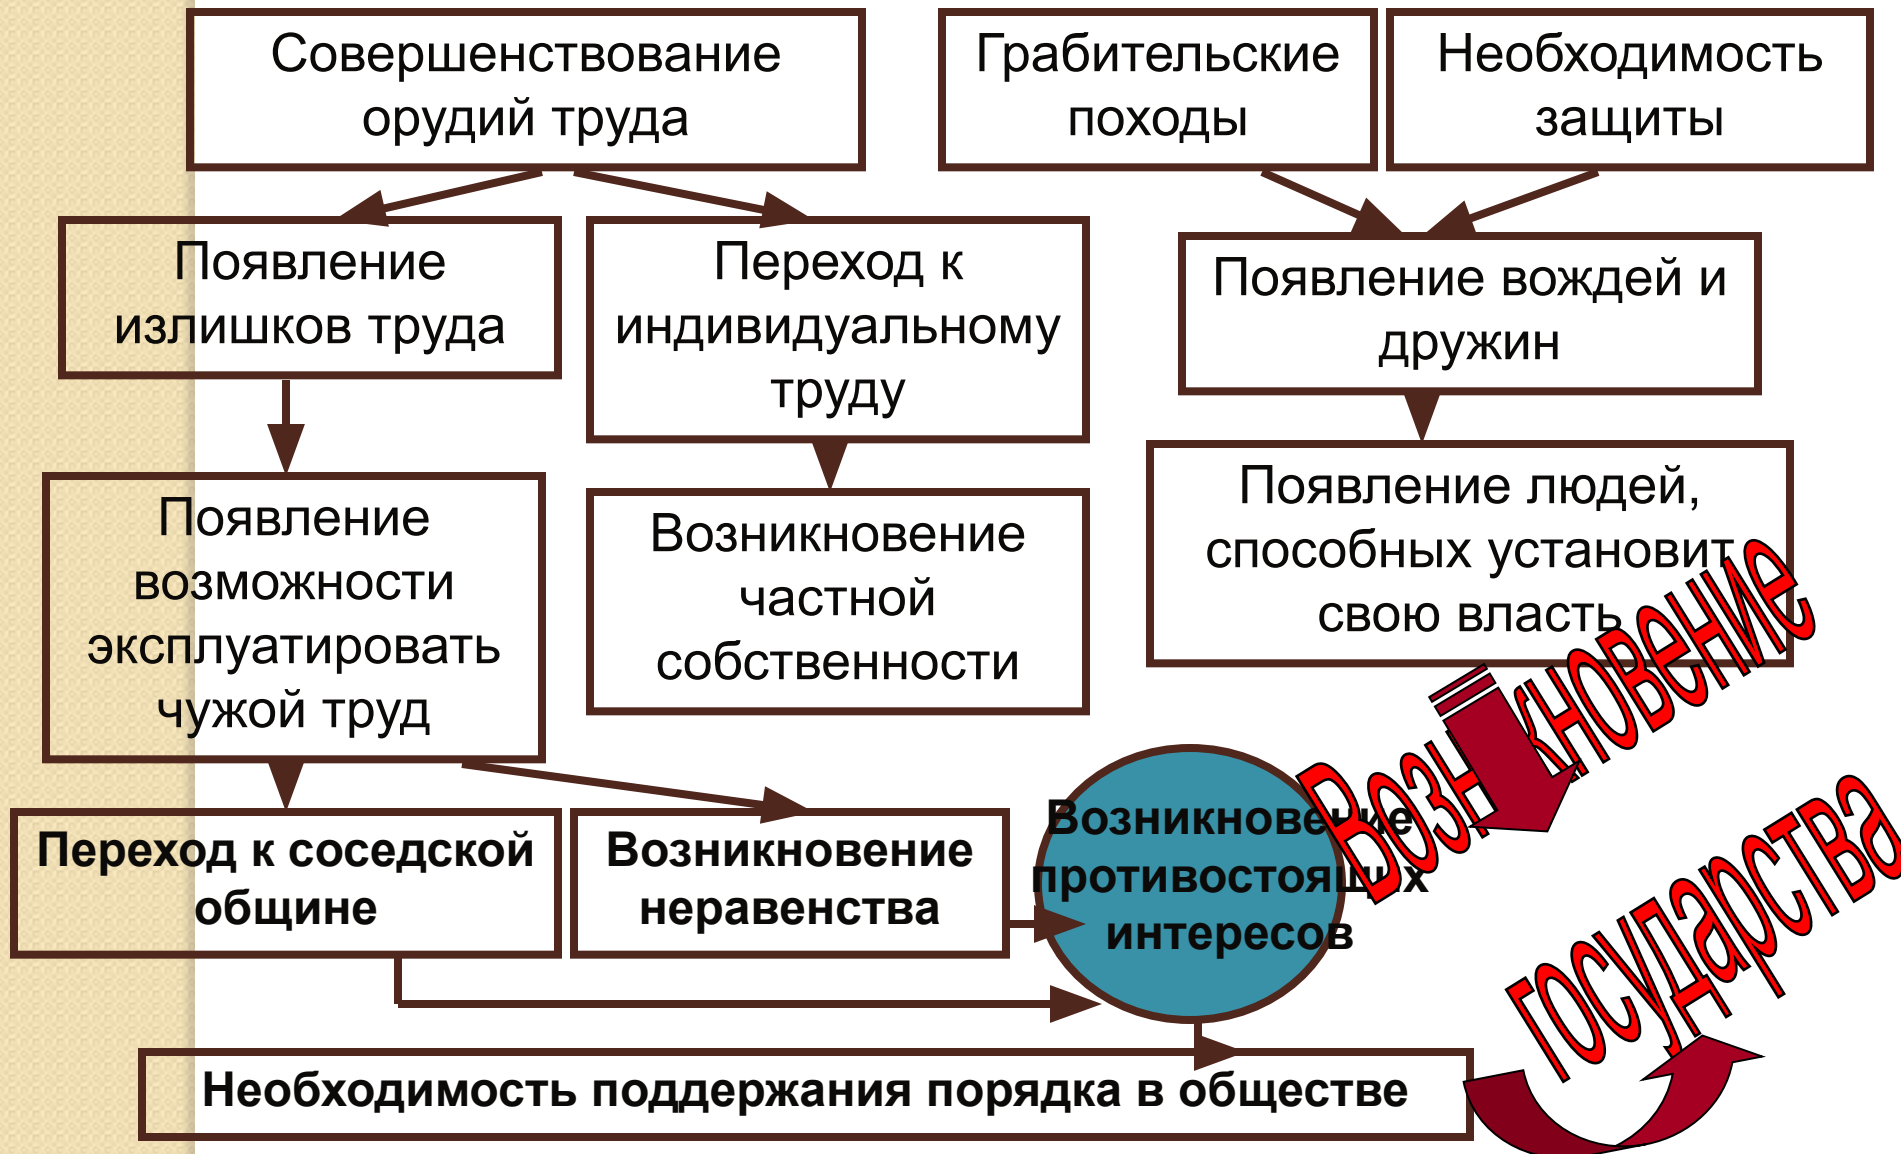 Совершенствование
орудий труда
Грабительские
походы
Необходимость
защиты
Появление
излишков труда
Переход к
индивидуальному
труду
Появление вождей и
дружин
Появление
возможности
эксплуатировать
чужой труд
Возникновение
частной
собственности
Появление людей,
способных установит
свою власть
Переход к соседской
общине
Возникновение
неравенства
Возникновение
противостоящих
интересов
Возникновение
государства
Необходимость поддержания порядка в обществе